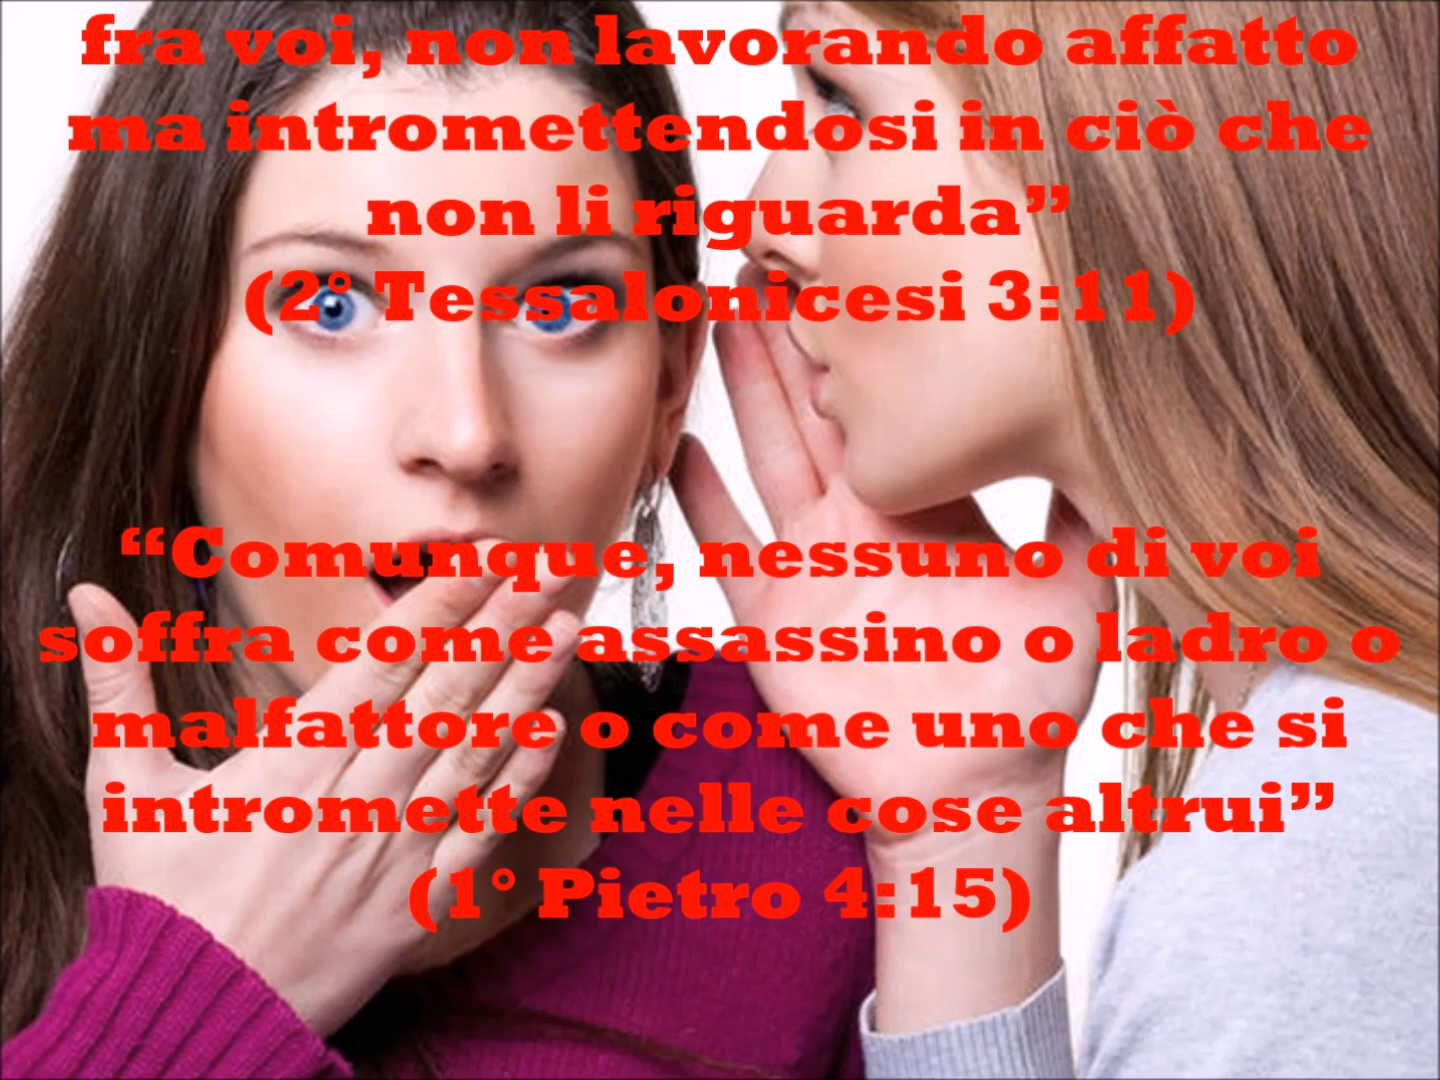 fra voi, non lavorando affatto
ma intromettendosi in ciò che
non li riguarda”
(2° Tessalonicesi 3:11)
“Comunque, nessuno di voi
soffra come assassino o ladro o
malfattore o come uno che si
intromette nelle cose altrui”
(1° Pietro 4:15)